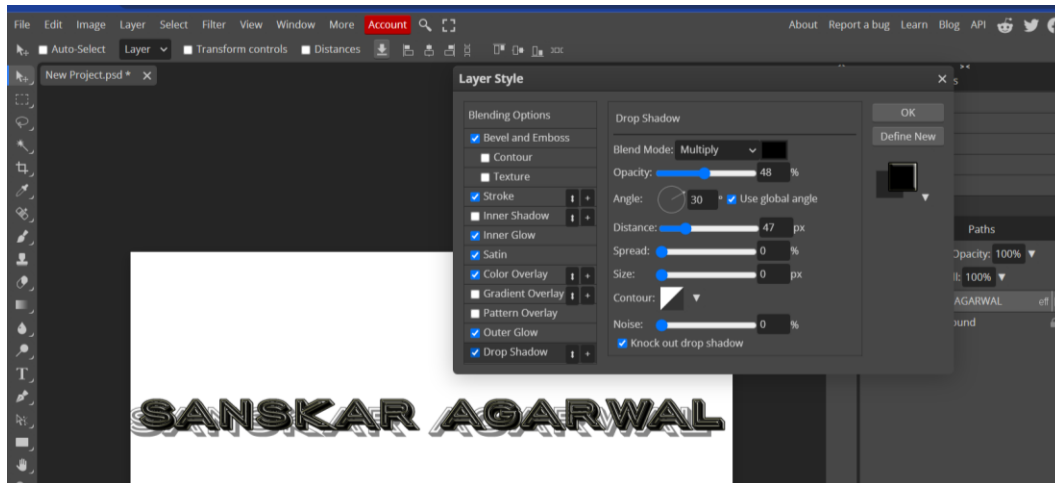 File Edit Image Layer Select Filter View Window More Account About Report a bug Learn Blog API
Auto-Select Layer Transform controls Distances
New Project.psd * X
Layer Style
Blending Options
Bevel and Emboss
Contour
Texture
Stroke
Inner Shadow
Inner Glow
Satin
Color Overlay
Gradient Overlay
Pattern Overlay
Outer Glow
Drop Shadow
Drop Shadow
Blend Mode: Multiply
Opacity: 48 %
Angle: 30 ° Use global angle
Distance: 47 px
Spread: 0 %
Size: 0 px
Contour:
Noise: 0 %
Knock out drop shadow
OK
Define New
Paths
Opacity: 100%
100%
AGARWAL eff
SANSKAR AGARWAL